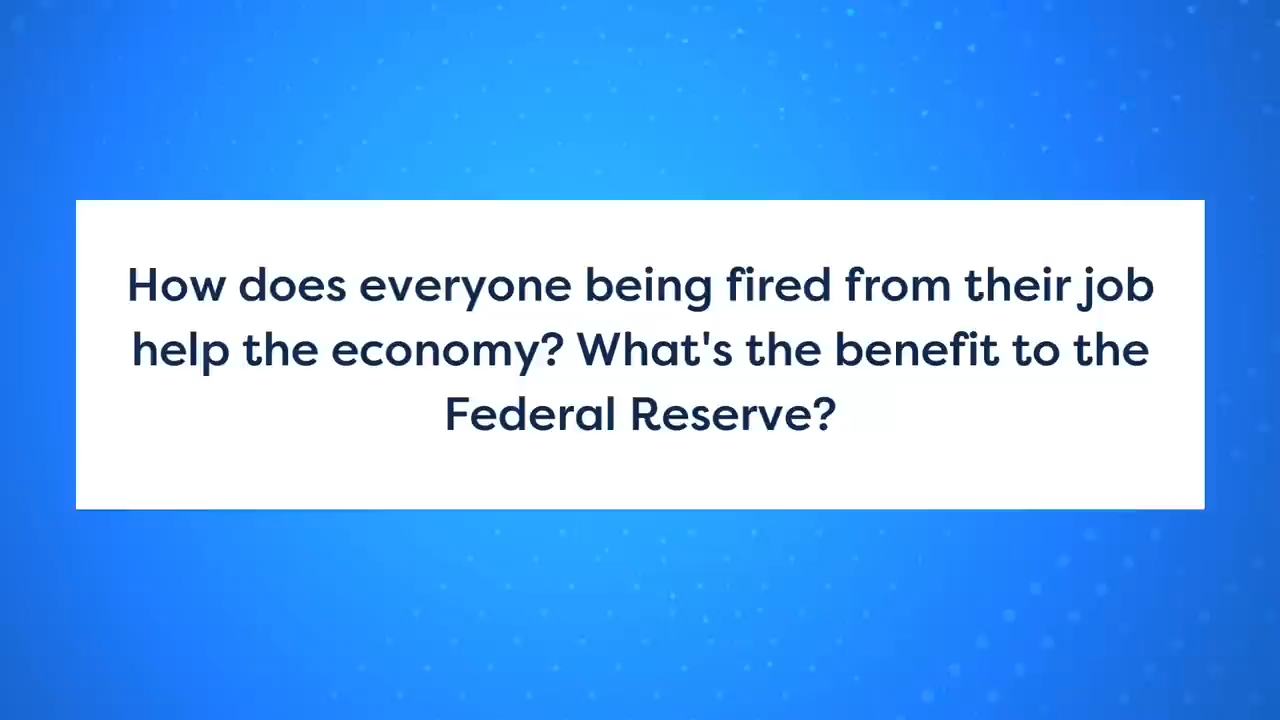 How does everyone being fired from their job
help the economy? What's the benefit to the
Federal Reserve?